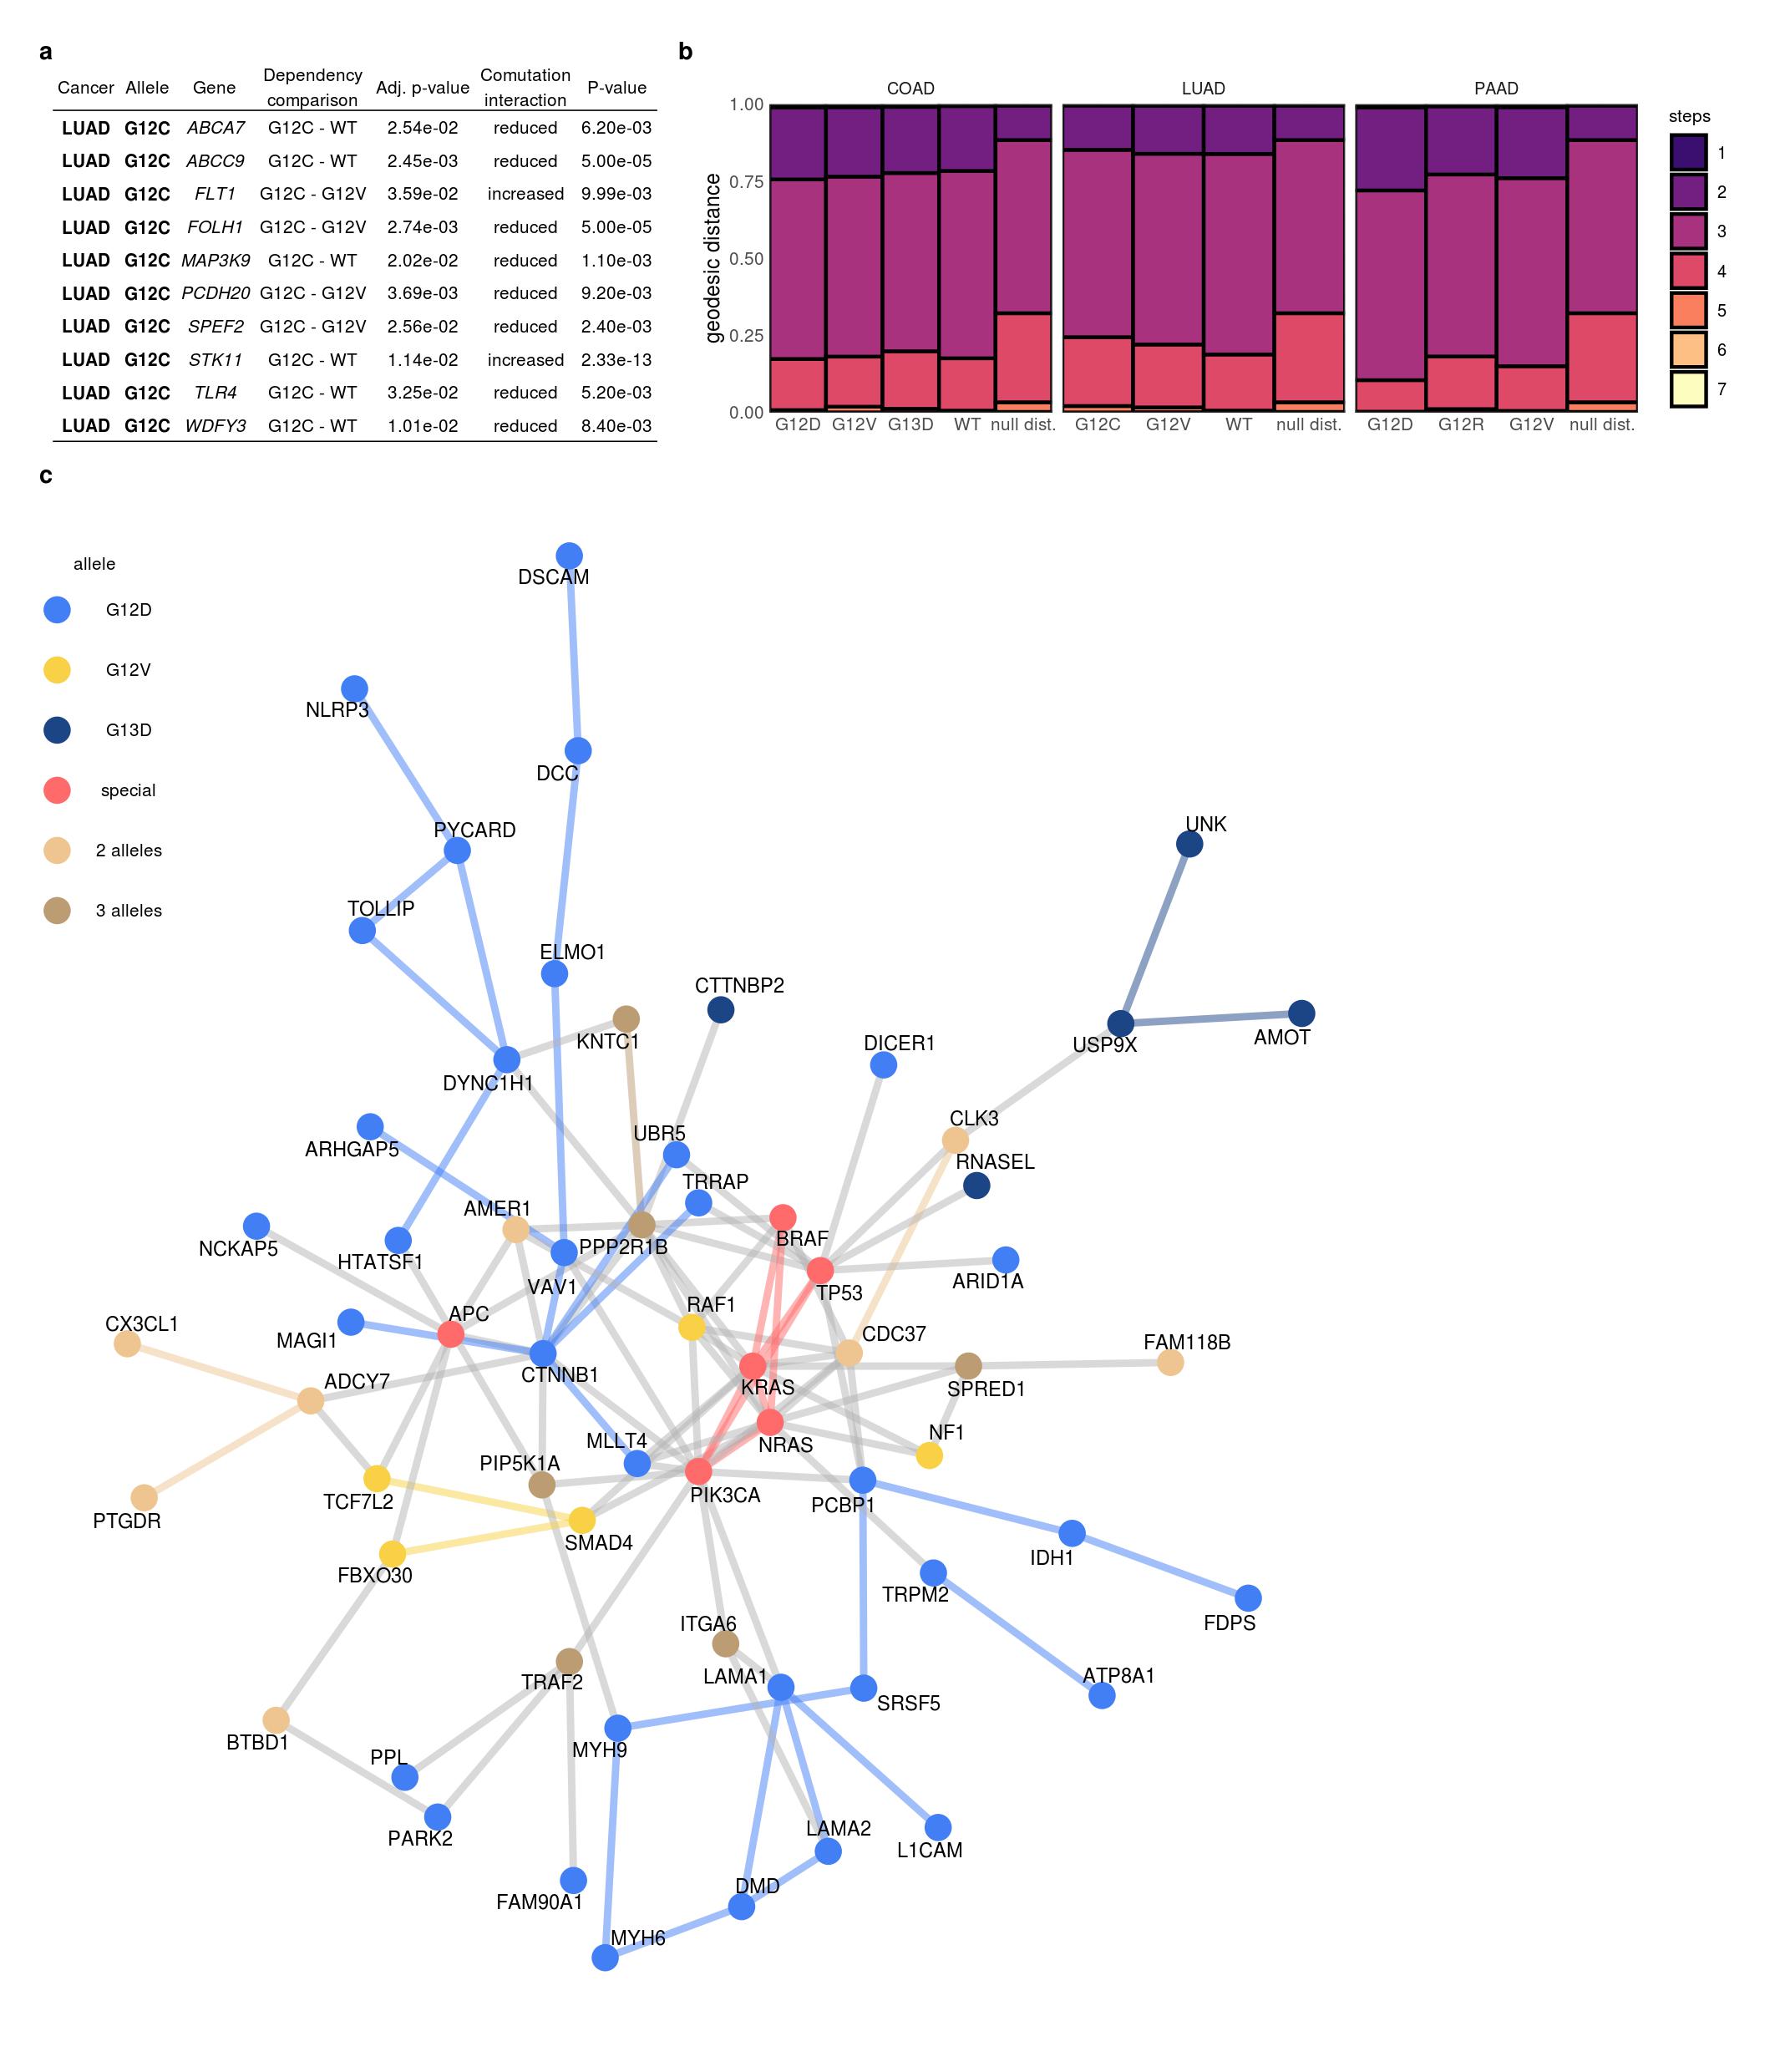 a
Cancer Allele Gene Dependency comparison Adj. p-value Comutation interaction P-value
LUAD G12C ABCA7 G12C - WT 2.54e-02 reduced 6.20e-03
LUAD G12C ABCC9 G12C - WT 2.45e-03 reduced 5.00e-05
LUAD G12C FLT1 G12C - G12V 3.59e-02 increased 9.99e-03
LUAD G12C FOLH1 G12C - G12V 2.74e-03 reduced 5.00e-05
LUAD G12C MAP3K9 G12C - WT 2.02e-02 reduced 1.10e-03
LUAD G12C PCDH20 G12C - G12V 3.69e-03 reduced 9.20e-03
LUAD G12C SPEF2 G12C - G12V 2.56e-02 reduced 2.40e-03
LUAD G12C STK11 G12C - WT 1.14e-02 increased 2.33e-13
LUAD G12C TLR4 G12C - WT 3.25e-02 reduced 5.20e-03
LUAD G12C WDFY3 G12C - WT 1.01e-02 reduced 8.40e-03
b
COAD LUAD PAAD
geodesic distance
1.00
0.75
0.50
0.25
0.00
G12D G12V G13D WT null dist. G12C G12V WT null dist. G12D G12R G12V null dist.
steps
1
2
3
4
5
6
7
c
allele
G12D
G12V
G13D
special
2 alleles
3 alleles
DSCAM
NLRP3
DCC
UNK
PYCARD
TOLLIP
ELMO1
CTTNBP2
AMOT
KNTC1
DICER1
USP9X
DYNC1H1
CLK3
UBR5
ARHGAP5
RNASEL
TRRAP
AMER1
BRAF
NCKAP5
PPP2R1B
HTATSF1
ARID1A
VAV1
TP53
RAF1
APC
CX3CL1
CDC37
MAGI1
FAM118B
CTNNB1
ADCY7
KRAS
SPRED1
NF1
MLLT4
NRAS
PIP5K1A
PIK3CA
TCF7L2
PCBP1
PTGDR
SMAD4
IDH1
FBXO30
TRPM2
ITGA6
FDPS
LAMA1
ATP8A1
TRAF2
SRSF5
BTBD1
MYH9
PPL
LAMA2
PARK2
L1CAM
DMD
FAM90A1
MYH6